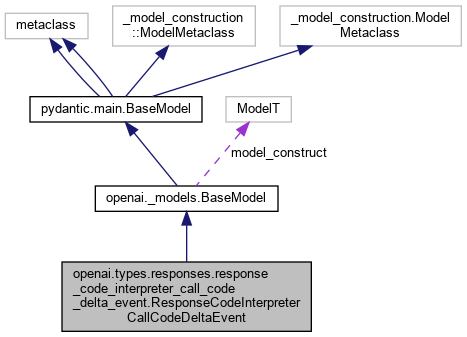 metaclass
_model_construction
::ModelMetaclass
_model_construction.Model
Metaclass
pydantic.main.BaseModel
ModelT
model_construct
openai._models.BaseModel
openai.types.responses.response
_code_interpreter_call_code
_delta_event.ResponseCodeInterpreter
CallCodeDeltaEvent